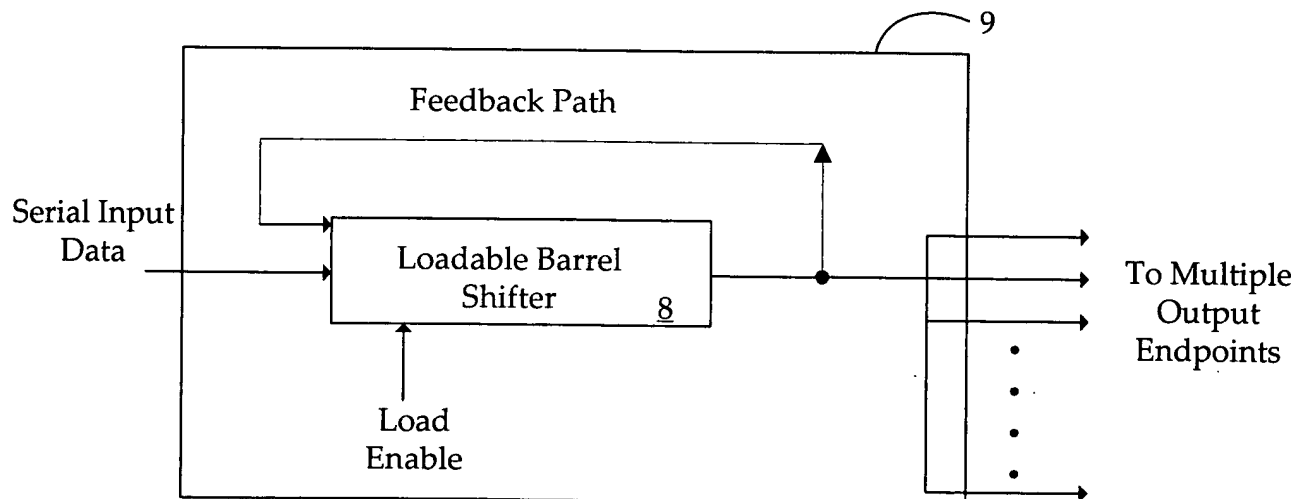 9
Feedback Path
Serial Input
Data
Loadable Barrel
Shifter
8
To Multiple
Output
Endpoints
Load
Enable